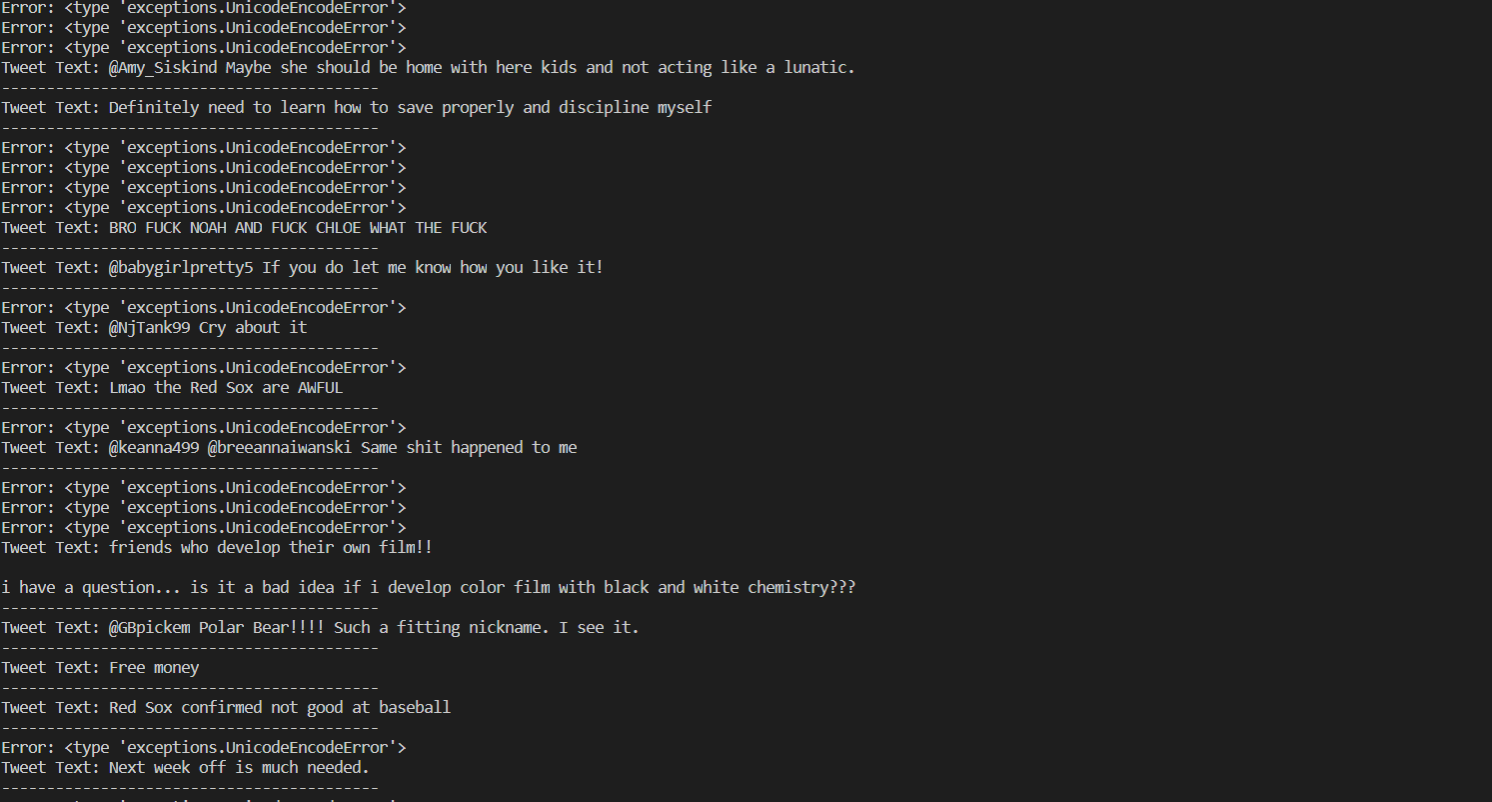 Error: <type 'exceptions.UnicodeEncodeError'>
Error: <type 'exceptions.UnicodeEncodeError'>
Error: <type 'exceptions.UnicodeEncodeError'>
Tweet Text: @Amy_Siskind Maybe she should be home with here kids and not acting like a lunatic.
------------------------------------------
Tweet Text: Definitely need to learn how to save properly and discipline myself
------------------------------------------
Error: <type 'exceptions.UnicodeEncodeError'>
Error: <type 'exceptions.UnicodeEncodeError'>
Error: <type 'exceptions.UnicodeEncodeError'>
Error: <type 'exceptions.UnicodeEncodeError'>
Tweet Text: BRO FUCK NOAH AND FUCK CHLOE WHAT THE FUCK
------------------------------------------
Tweet Text: @babygirlpretty5 If you do let me know how you like it!
------------------------------------------
Error: <type 'exceptions.UnicodeEncodeError'>
Tweet Text: @NjTank99 Cry about it
------------------------------------------
Error: <type 'exceptions.UnicodeEncodeError'>
Tweet Text: Lmao the Red Sox are AWFUL
------------------------------------------
Error: <type 'exceptions.UnicodeEncodeError'>
Tweet Text: @keanna499 @breeannaiwanski Same shit happened to me
------------------------------------------
Error: <type 'exceptions.UnicodeEncodeError'>
Error: <type 'exceptions.UnicodeEncodeError'>
Error: <type 'exceptions.UnicodeEncodeError'>
Tweet Text: friends who develop their own film!!

i have a question... is it a bad idea if i develop color film with black and white chemistry???
------------------------------------------
Tweet Text: @GBpickem Polar Bear!!!! Such a fitting nickname. I see it.
------------------------------------------
Tweet Text: Free money
------------------------------------------
Tweet Text: Red Sox confirmed not good at baseball
------------------------------------------
Error: <type 'exceptions.UnicodeEncodeError'>
Tweet Text: Next week off is much needed.
------------------------------------------